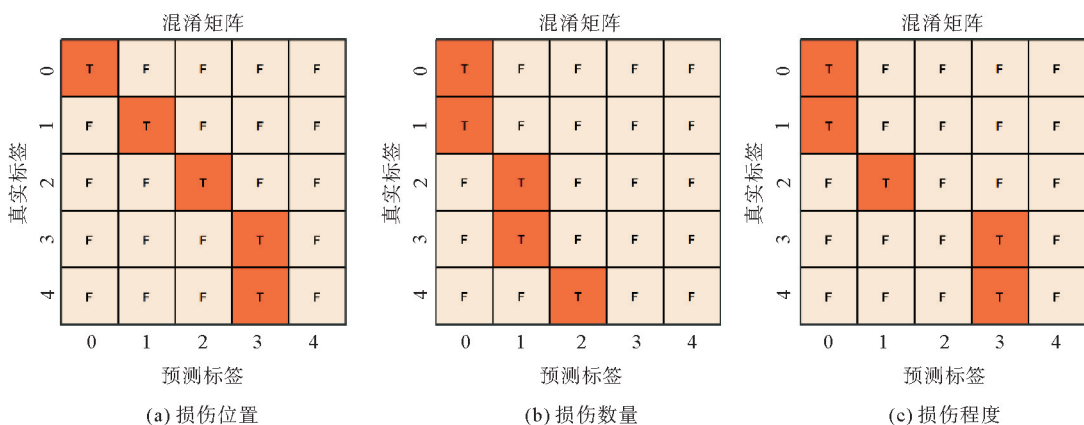 混淆矩阵
真实标签
0 T F F F F
1 F T F F F
2 F F T F F
3 F F F T F
4 F F F T F
0 1 2 3 4
预测标签
(a) 损伤位置
混淆矩阵
真实标签
0 T F F F F
1 T F F F F
2 F T F F F
3 F T F F F
4 F F T F F
0 1 2 3 4
预测标签
(b) 损伤数量
混淆矩阵
真实标签
0 T F F F F
1 T F F F F
2 F T F F F
3 F F F T F
4 F F F T F
0 1 2 3 4
预测标签
(c) 损伤程度